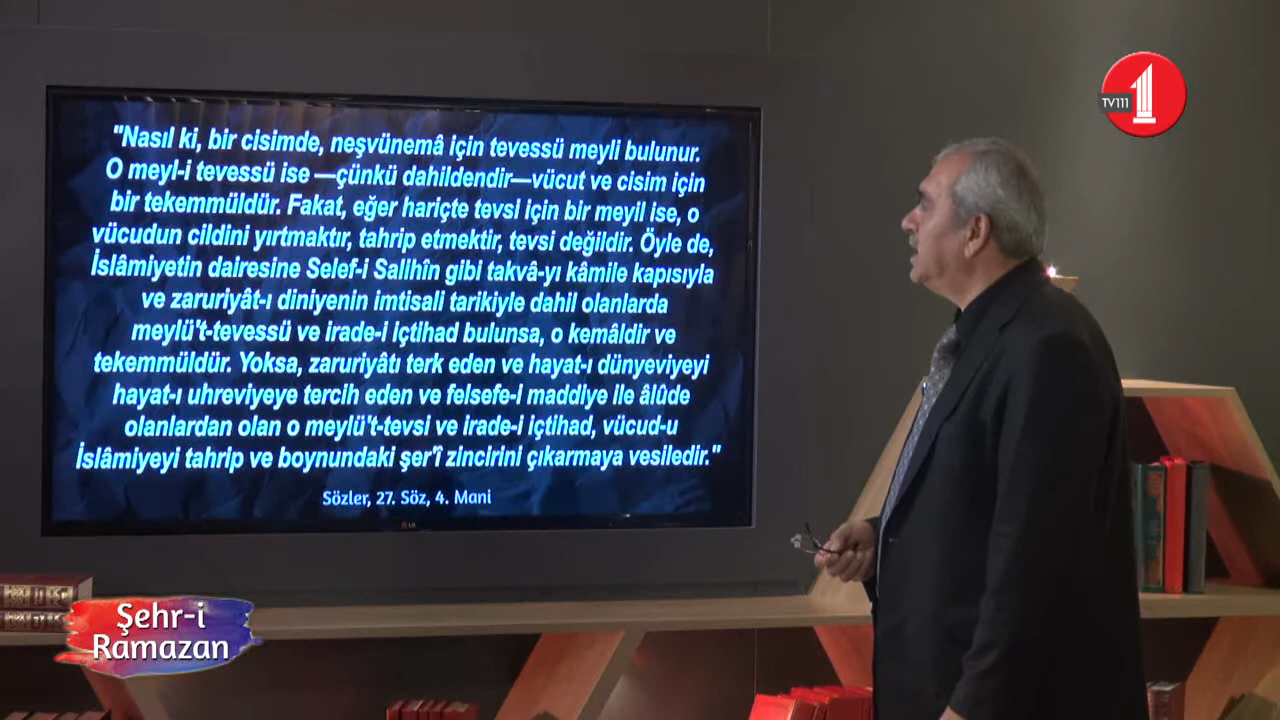 "Nasıl ki, bir cisimde, neşvünemâ için tevessü meyli bulunur.
O meyl-i tevessü ise —çünkü dahildendir—vücut ve cisim için
bir tekemmüldür. Fakat, eğer hariçte tevsi için bir meyil ise, o
vücudun cildini yırtmaktır, tahrip etmektir, tevsi değildir. Öyle de,
İslâmiyetin dairesine Selef-i Salihîn gibi takvâ-yı kâmile kapısıyla
ve zaruriyât-ı diniyenin imtisali tarikiyle dahil olanlarda
meylü't-tevessü ve irade-i içtihad bulunsa, o kemâldir ve
tekemmüldür. Yoksa, zaruriyâtı terk eden ve hayat-ı dünyeviyeyi
hayat-ı uhreviyeye tercih eden ve felsefe-i maddiye ile âlûde
olanlardan olan o meylü't-tevsi ve irade-i içtihad, vücud-u
İslâmiyeyi tahrip ve boynundaki şer'î zincirini çıkarmaya vesiledir."
Sözler, 27. Söz, 4. Mani
LG
TV111
1
Şehr-i
Ramazan